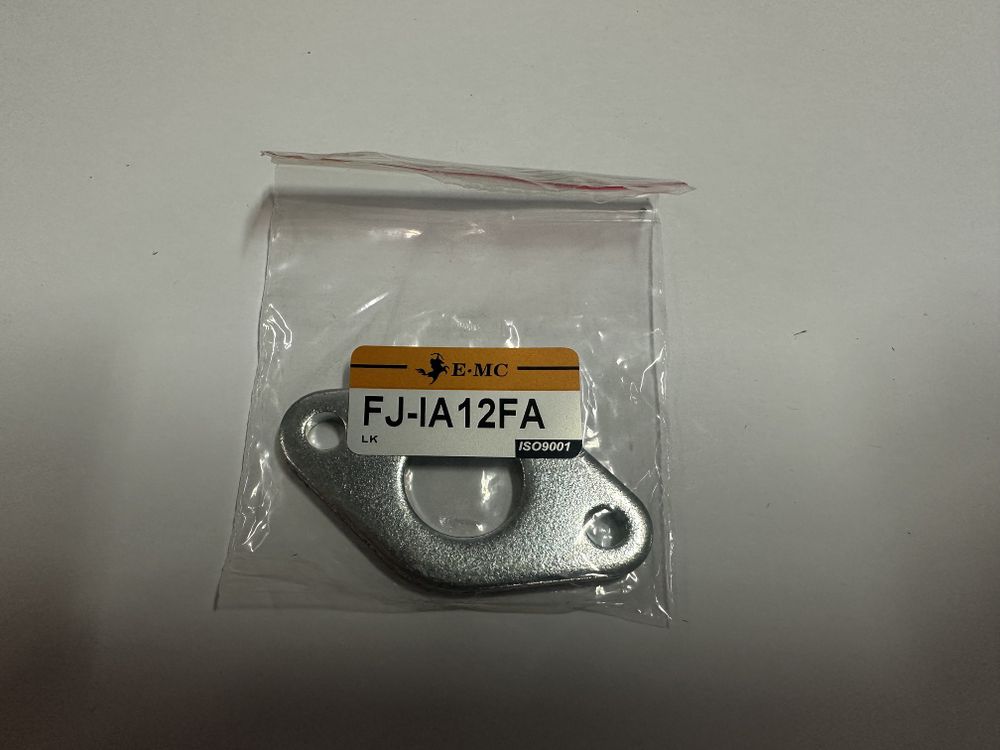 E·MC
FJ-IA12FA
LK
ISO9001